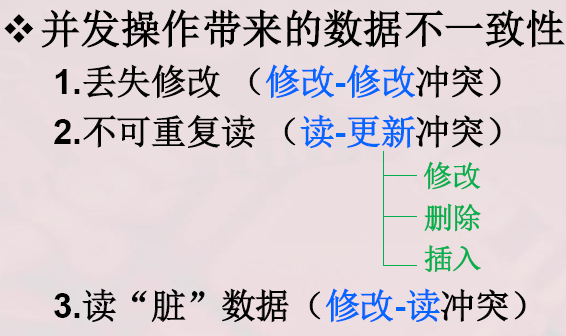 ❖并发操作带来的数据不一致性
1.丢失修改 （修改-修改冲突）
2.不可重复读 （读-更新冲突）
修改
删除
插入
3.读“脏”数据（修改-读冲突）